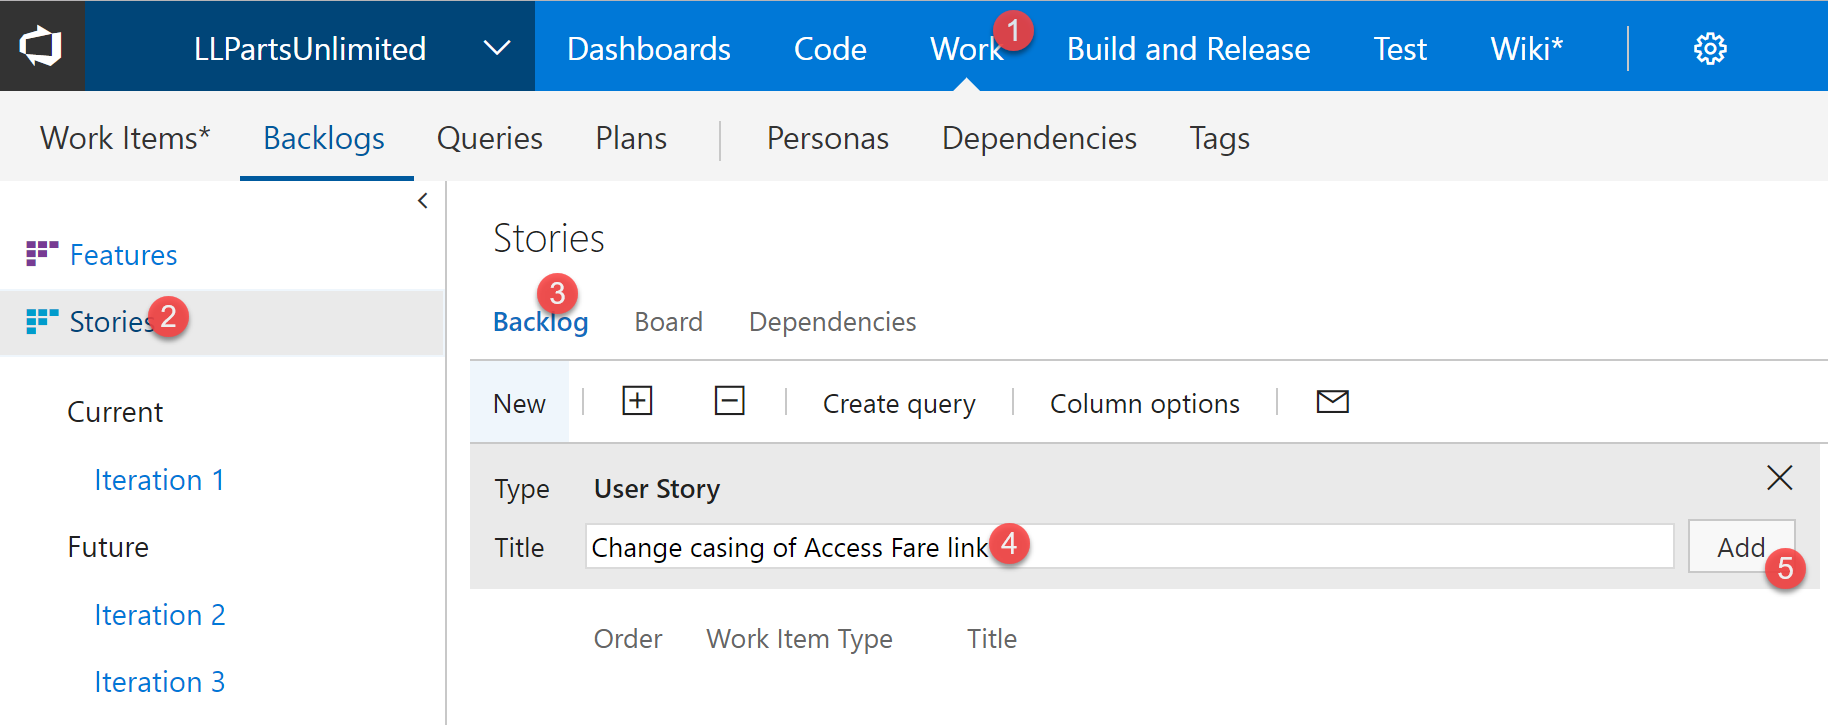 LLPartsUnlimited Dashboards Code Work 1 Build and Release Test Wiki*
Work Items* Backlogs Queries Plans Personas Dependencies Tags
Features
Stories 2
Current
Iteration 1
Future
Iteration 2
Iteration 3
Stories
3
Backlog Board Dependencies
New Create query Column options
Type User Story
Title Change casing of Access Fare link 4 Add 5
Order Work Item Type Title